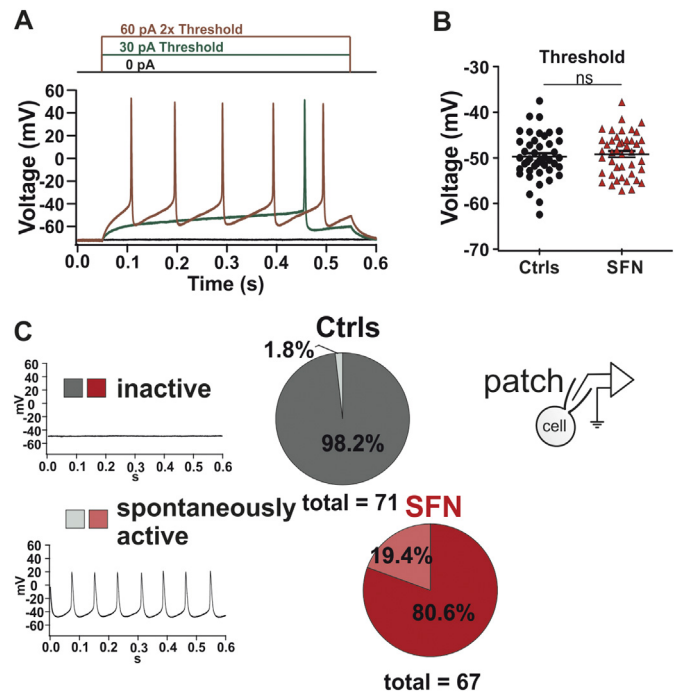 A
60 pA 2x Threshold
30 pA Threshold
0 pA
Voltage (mV)
60
40
20
0
-20
-40
-60
0.0 0.1 0.2 0.3 0.4 0.5 0.6
Time (s)
B
Threshold
ns
Voltage (mV)
-30
-40
-50
-60
-70
Ctrls SFN
C
mV
60
40
20
0
-20
-40
-60
0.0 0.1 0.2 0.3 0.4 0.5 0.6
s
inactive
Ctrls
1.8%
98.2%
total = 71
patch
cell
spontaneously
active
mV
60
40
20
0
-20
-40
-60
0.0 0.1 0.2 0.3 0.4 0.5 0.6
s
SFN
19.4%
80.6%
total = 67